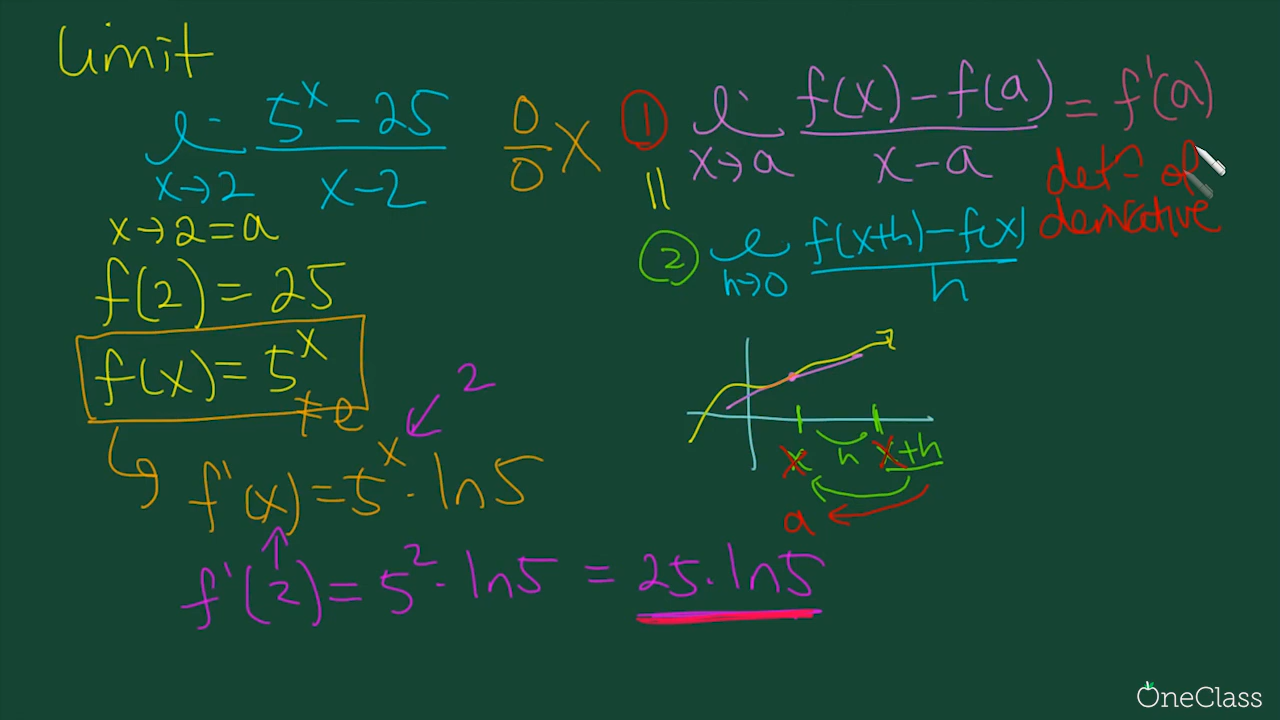 Limit
lim x→2 (5^x − 25)/(x − 2)
0/0 X
x→2 = a
f(2) = 25
f(x) = 5^x
≠ e
f'(x) = 5^x · ln5
2
f'(2) = 5^2 · ln5 = 25·ln5
① lim x→a (f(x) − f(a))/(x − a) = f'(a)
def= of
derivative
||
② lim h→0 (f(x+h) − f(x))/h
x h x+h
a
OneClass